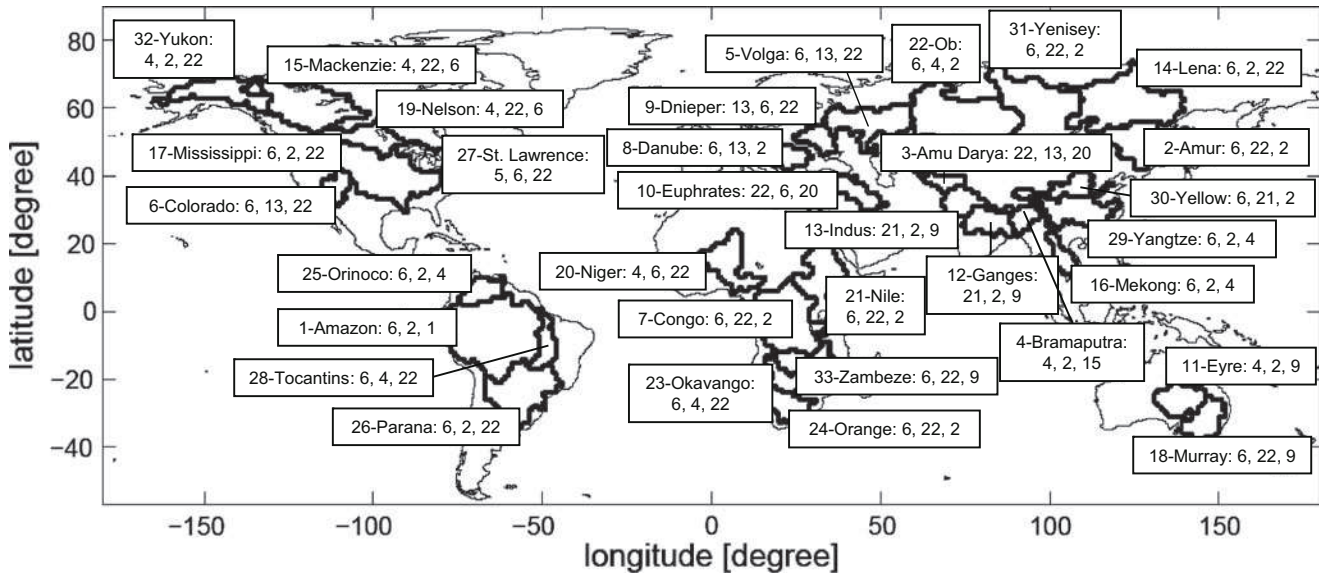 80
60
40
20
0
−20
−40
latitude [degree]
32-Yukon:
4, 2, 22
15-Mackenzie: 4, 22, 6
19-Nelson: 4, 22, 6
17-Mississippi: 6, 2, 22
27-St. Lawrence:
5, 6, 22
6-Colorado: 6, 13, 22
25-Orinoco: 6, 2, 4
1-Amazon: 6, 2, 1
28-Tocantins: 6, 4, 22
26-Parana: 6, 2, 22
5-Volga: 6, 13, 22
22-Ob:
6, 4, 2
31-Yenisey:
6, 22, 2
14-Lena: 6, 2, 22
9-Dnieper: 13, 6, 22
8-Danube: 6, 13, 2
3-Amu Darya: 22, 13, 20
2-Amur: 6, 22, 2
10-Euphrates: 22, 6, 20
30-Yellow: 6, 21, 2
13-Indus: 21, 2, 9
29-Yangtze: 6, 2, 4
20-Niger: 4, 6, 22
12-Ganges:
21, 2, 9
16-Mekong: 6, 2, 4
21-Nile:
6, 22, 2
7-Congo: 6, 22, 2
4-Bramaputra:
4, 2, 15
11-Eyre: 4, 2, 9
23-Okavango:
6, 4, 22
33-Zambeze: 6, 22, 9
24-Orange: 6, 22, 2
18-Murray: 6, 22, 9
−150 −100 −50 0 50 100 150
longitude [degree]